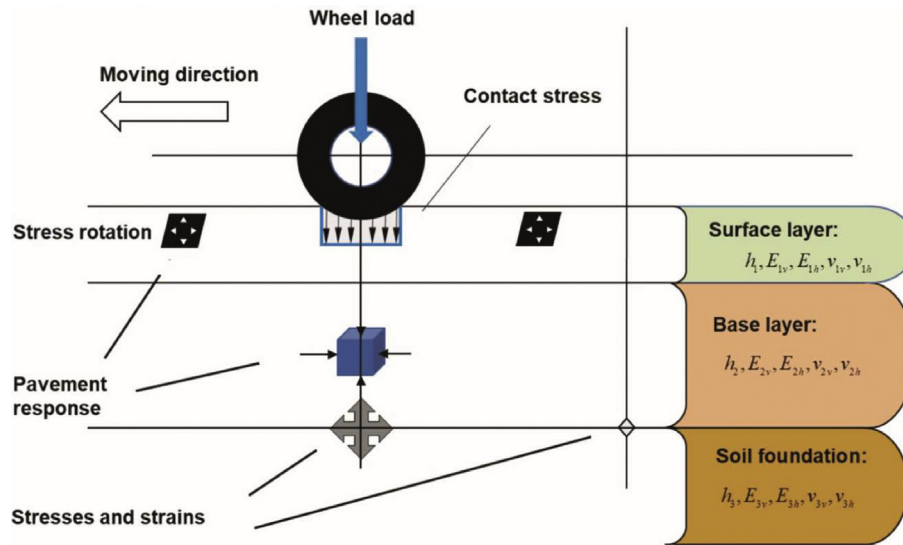 Wheel load
Moving direction
Contact stress
Stress rotation
Surface layer:
h₁, E₁ᵥ, E₁ₕ, ν₁ᵥ, ν₁ₕ
Base layer:
h₂, E₂ᵥ, E₂ₕ, ν₂ᵥ, ν₂ₕ
Pavement
response
Soil foundation:
h₃, E₃ᵥ, E₃ₕ, ν₃ᵥ, ν₃ₕ
Stresses and strains